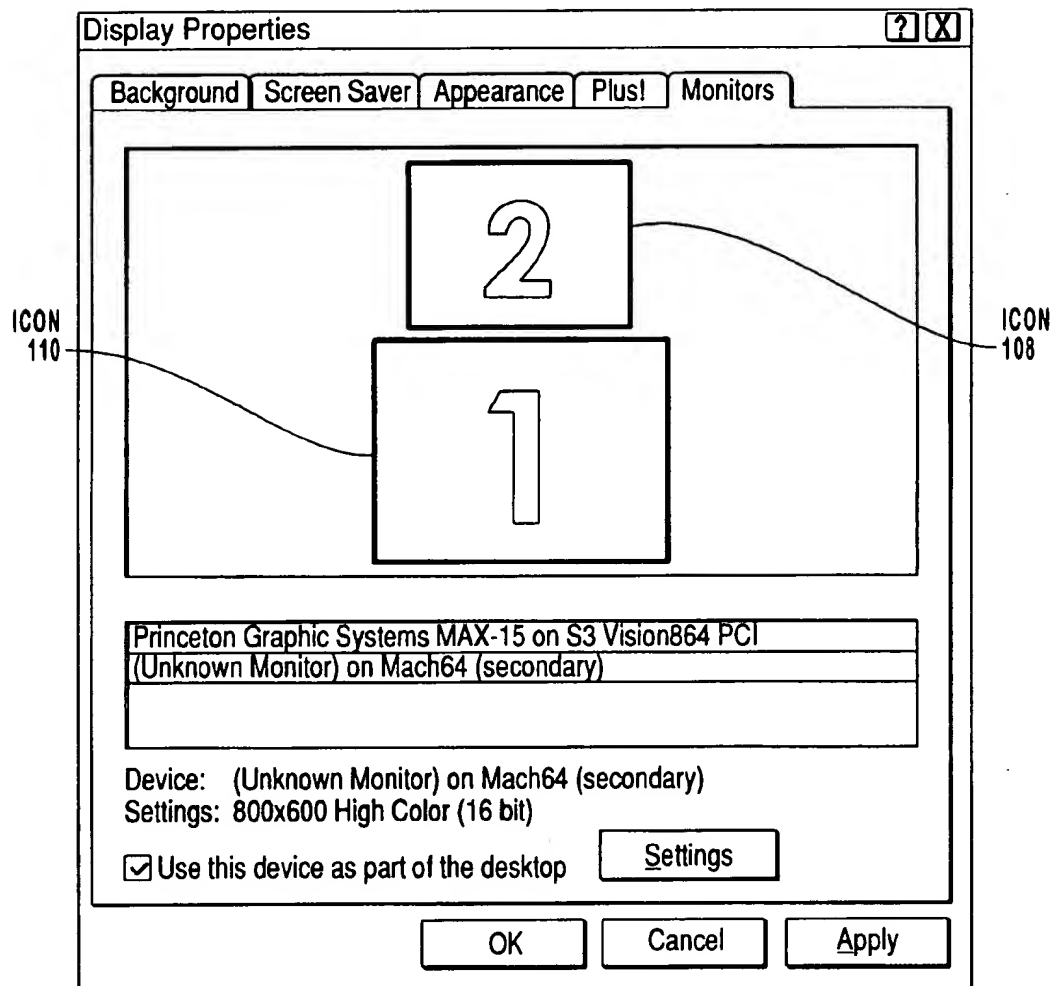 Display Properties ? X
Background Screen Saver Appearance Plus! Monitors
2
ICON
110
ICON
108
1
Princeton Graphic Systems MAX-15 on S3 Vision864 PCI
(Unknown Monitor) on Mach64 (secondary)
Device: (Unknown Monitor) on Mach64 (secondary)
Settings: 800x600 High Color (16 bit)
Use this device as part of the desktop Settings
OK Cancel Apply